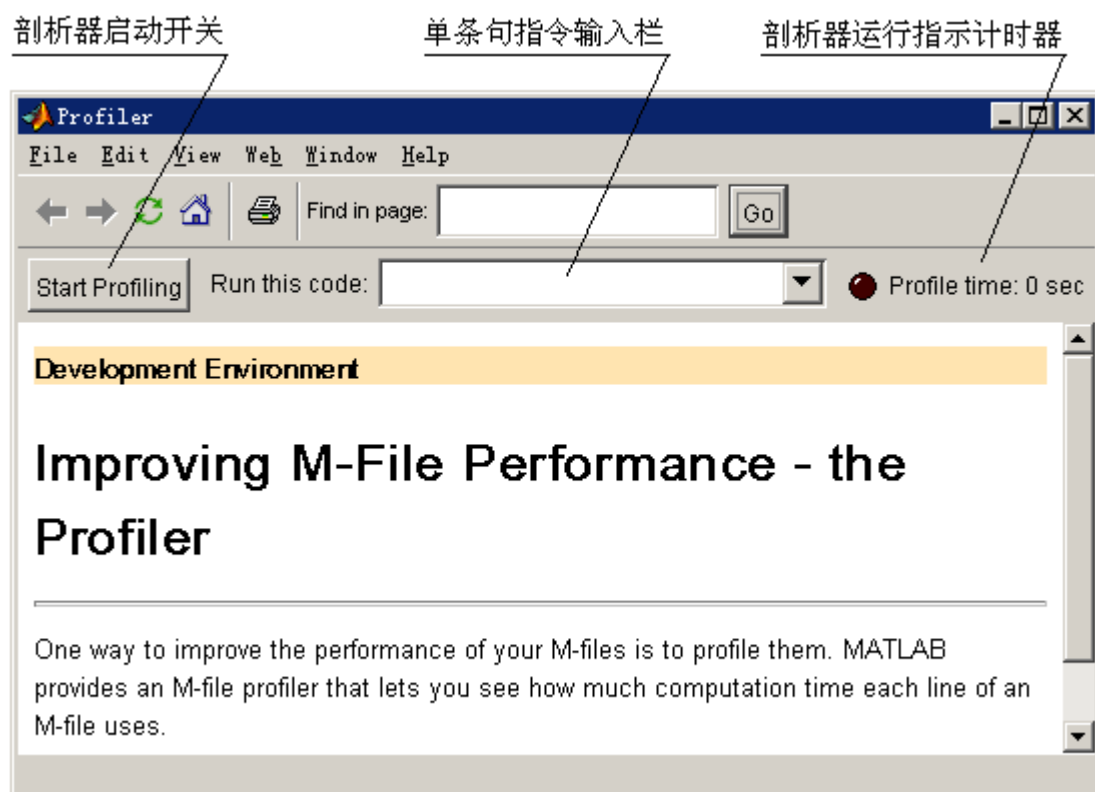 剖析器启动开关 单条句指令输入栏 剖析器运行指示计时器
Profiler
File Edit View Web Window Help
Find in page: Go
Start Profiling Run this code: Profile time: 0 sec
Development Environment
Improving M-File Performance - the
Profiler
One way to improve the performance of your M-files is to profile them. MATLAB
provides an M-file profiler that lets you see how much computation time each line of an
M-file uses.